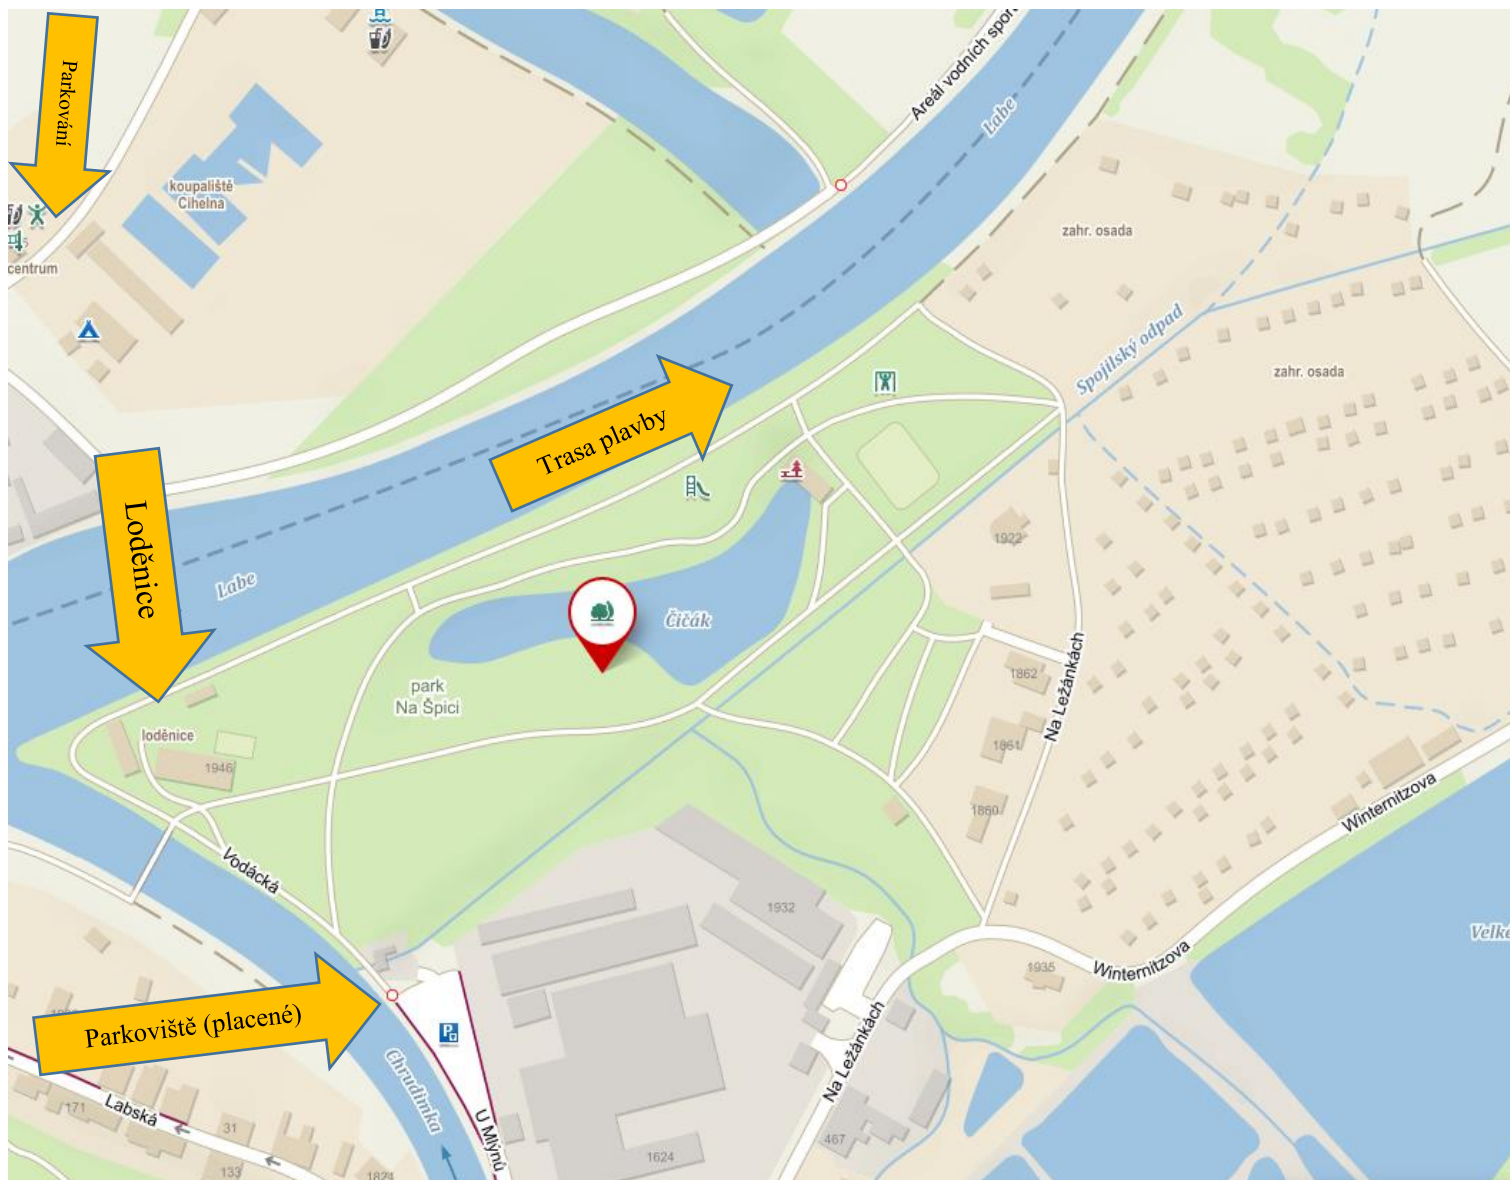 Parkování
Areál vodních sport
Labe
koupaliště
Cihelna
centrum
zahr. osada
Spojilský odpad
zahr. osada
Trasa plavby
Loděnice
Labe
1922
Čičák
park
Na Špici
1862
Na Ležánkách
loděnice
1861
1946
1860
Winternitzova
Vodácká
1932
Velké
Winternitzova
1935
Parkoviště (placené)
P
Na Ležánkách
Chrudimka
Labská
171
31
U Mlýnů
467
133
1824
1624